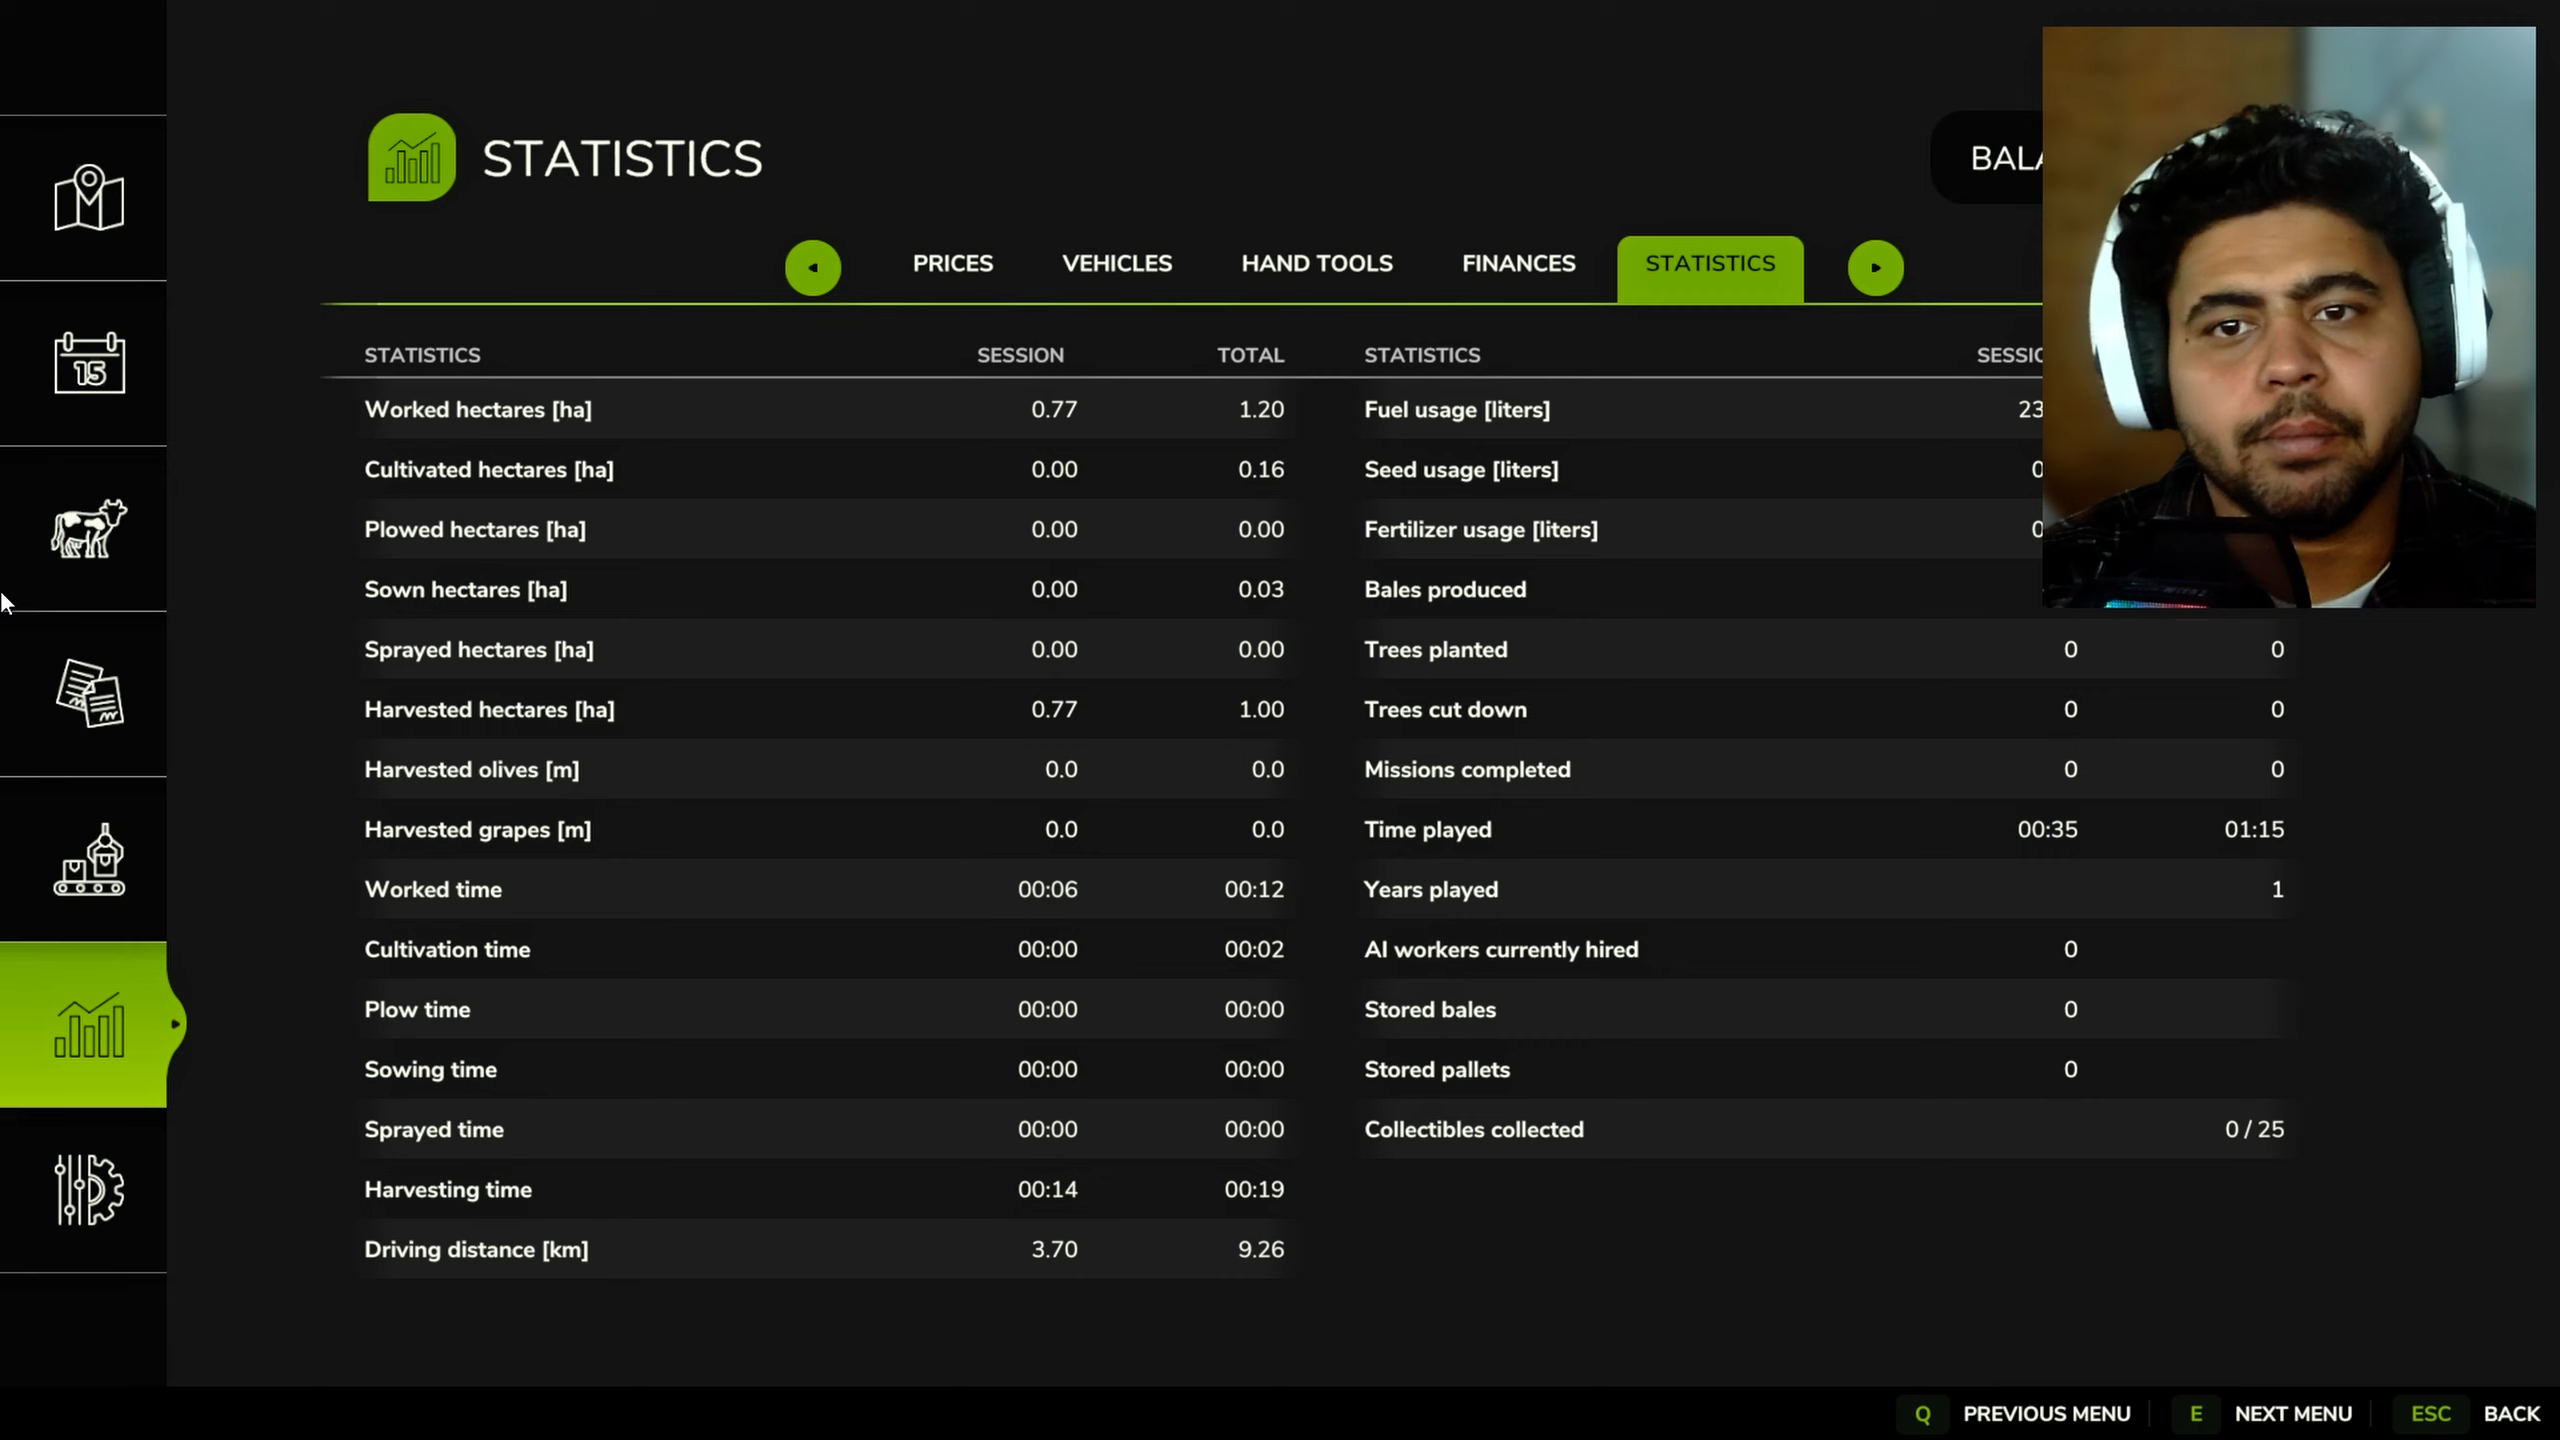 STATISTICS
PRICES VEHICLES HAND TOOLS FINANCES STATISTICS
STATISTICS SESSION TOTAL STATISTICS
Worked hectares [ha] 0.77 1.20 Fuel usage [liters]
Cultivated hectares [ha] 0.00 0.16 Seed usage [liters]
Plowed hectares [ha] 0.00 0.00 Fertilizer usage [liters]
Sown hectares [ha] 0.00 0.03 Bales produced
Sprayed hectares [ha] 0.00 0.00 Trees planted 0 0
Harvested hectares [ha] 0.77 1.00 Trees cut down 0 0
Harvested olives [m] 0.0 0.0 Missions completed 0 0
Harvested grapes [m] 0.0 0.0 Time played 00:35 01:15
Worked time 00:06 00:12 Years played 1
Cultivation time 00:00 00:02 AI workers currently hired 0
Plow time 00:00 00:00 Stored bales 0
Sowing time 00:00 00:00 Stored pallets 0
Sprayed time 00:00 00:00 Collectibles collected 0 / 25
Harvesting time 00:14 00:19
Driving distance [km] 3.70 9.26
15
Q PREVIOUS MENU E NEXT MENU ESC BACK